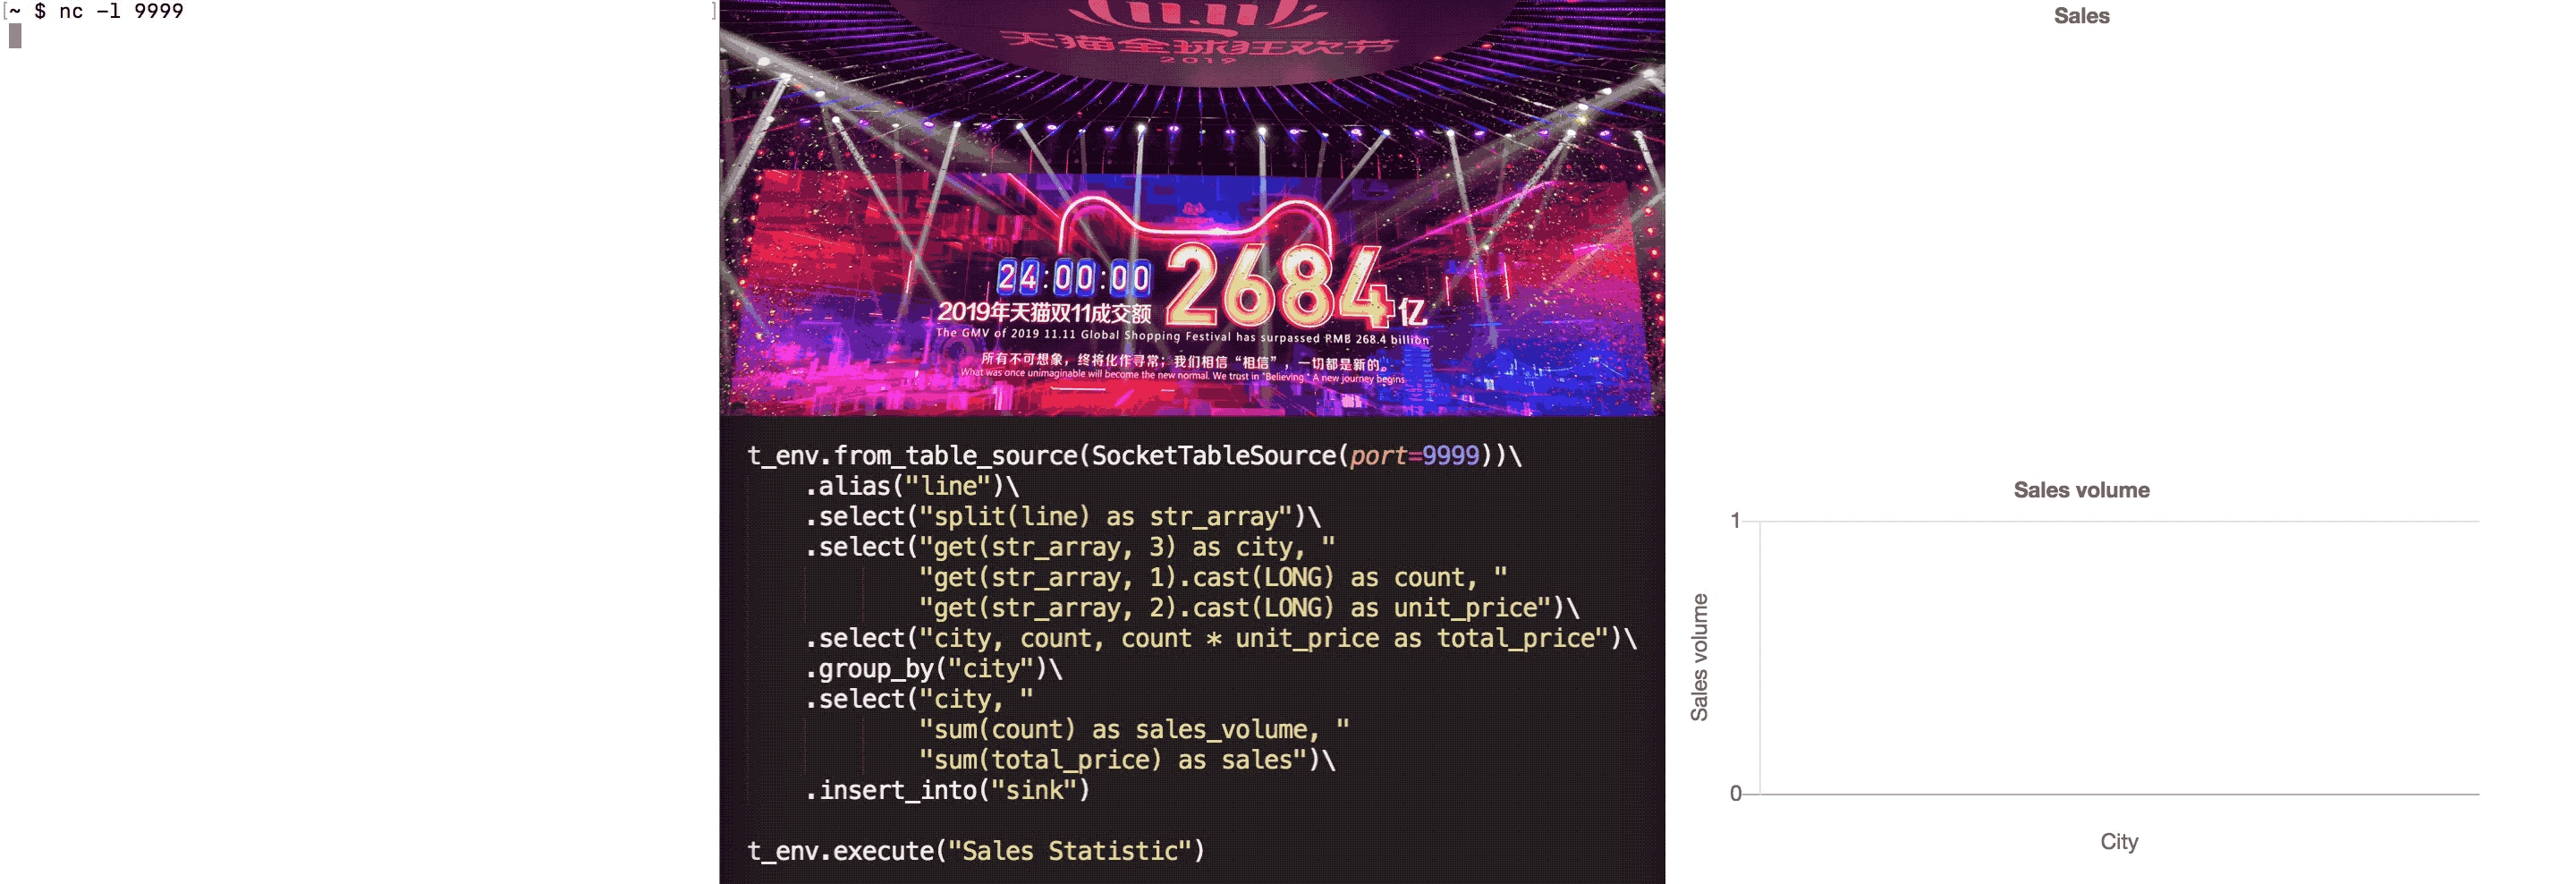 [~ $ nc -l 9999 ]
11.11
天猫全球狂欢节
2019
24:00:00 2684亿
2019年天猫双11成交额
The GMV of 2019 11.11 Global Shopping Festival has surpassed RMB 268.4 billion
所有不可想象，终将化作寻常；我们相信“相信”，一切都是新的。
What was once unimaginable will become the new normal. We trust in "Believing." A new journey begins
t_env.from_table_source(SocketTableSource(port=9999))\
.alias("line")\
.select("split(line) as str_array")\
.select("get(str_array, 3) as city, "
"get(str_array, 1).cast(LONG) as count, "
"get(str_array, 2).cast(LONG) as unit_price")\
.select("city, count, count * unit_price as total_price")\
.group_by("city")\
.select("city, "
"sum(count) as sales_volume, "
"sum(total_price) as sales")\
.insert_into("sink")
t_env.execute("Sales Statistic")
Sales
Sales volume
1
Sales volume
0
City